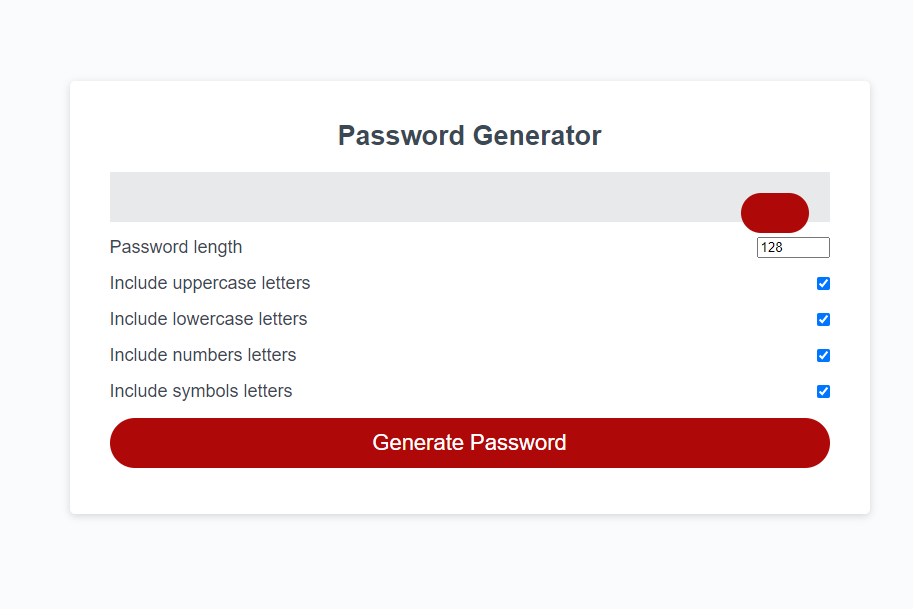 Password Generator
Password length 128
Include uppercase letters
Include lowercase letters
Include numbers letters
Include symbols letters
Generate Password